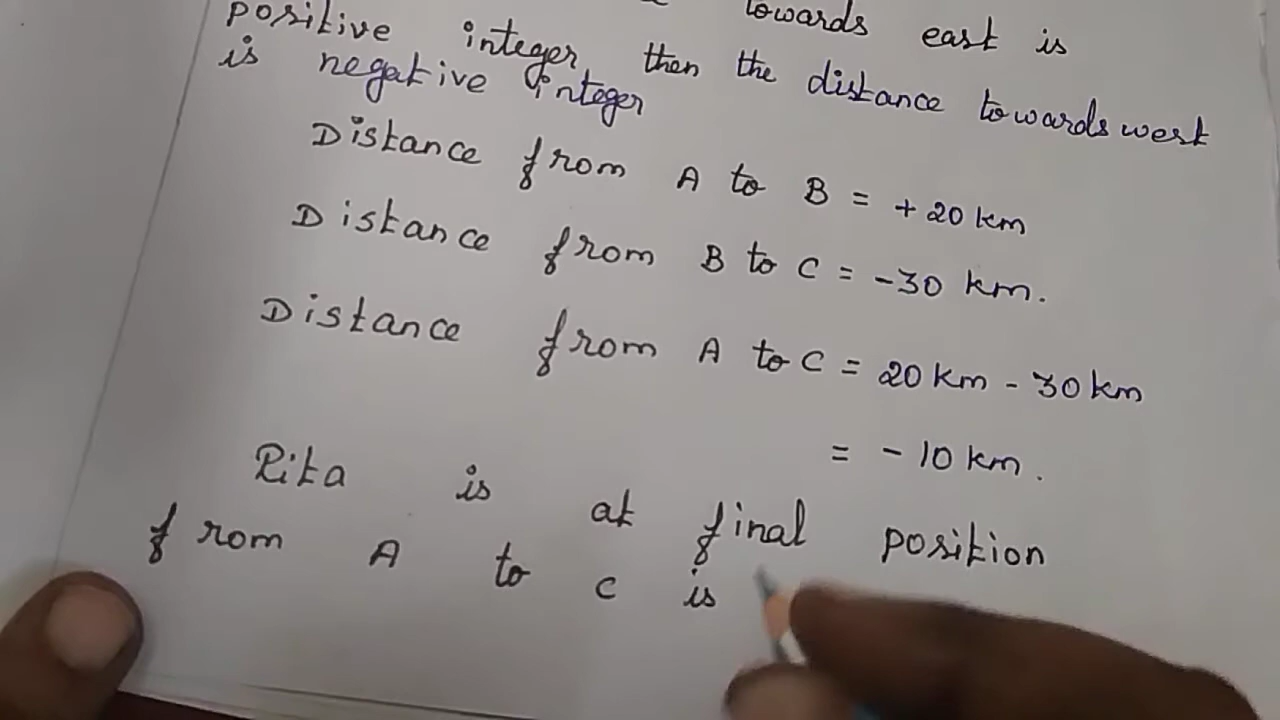 towards east is
positive integer then the distance towards west
is negative integer
Distance from A to B = + 20 km
Distance from B to C = - 30 km.
Distance from A to C = 20 km - 30 km
= - 10 km.
Rita is at final position
from A to C is